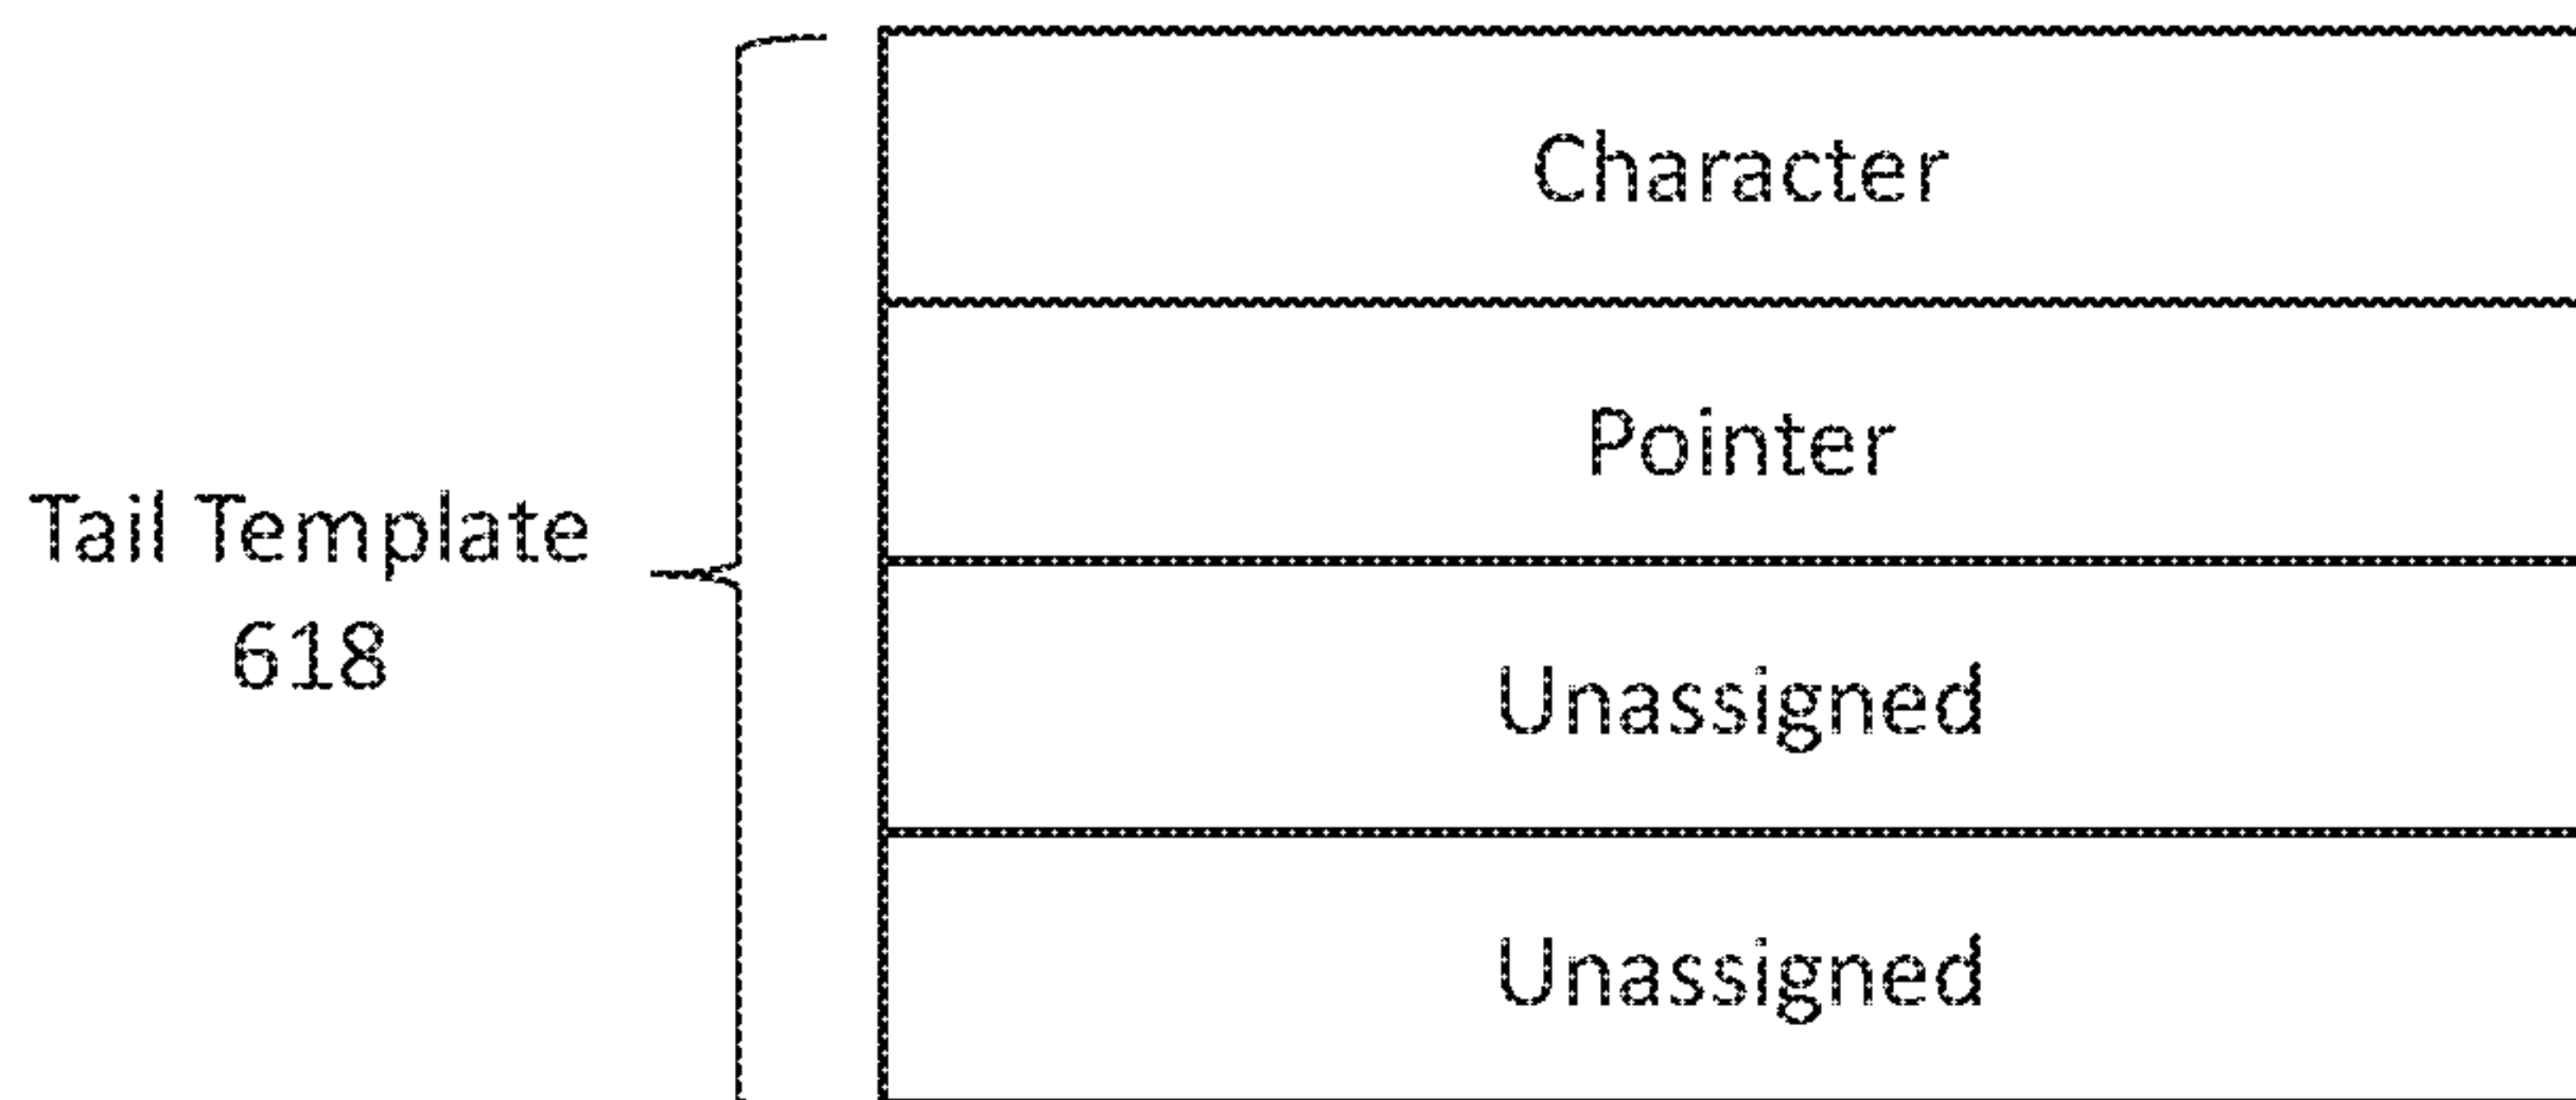 Character
Pointer
Tail Template
618
Unassigned
Unassigned